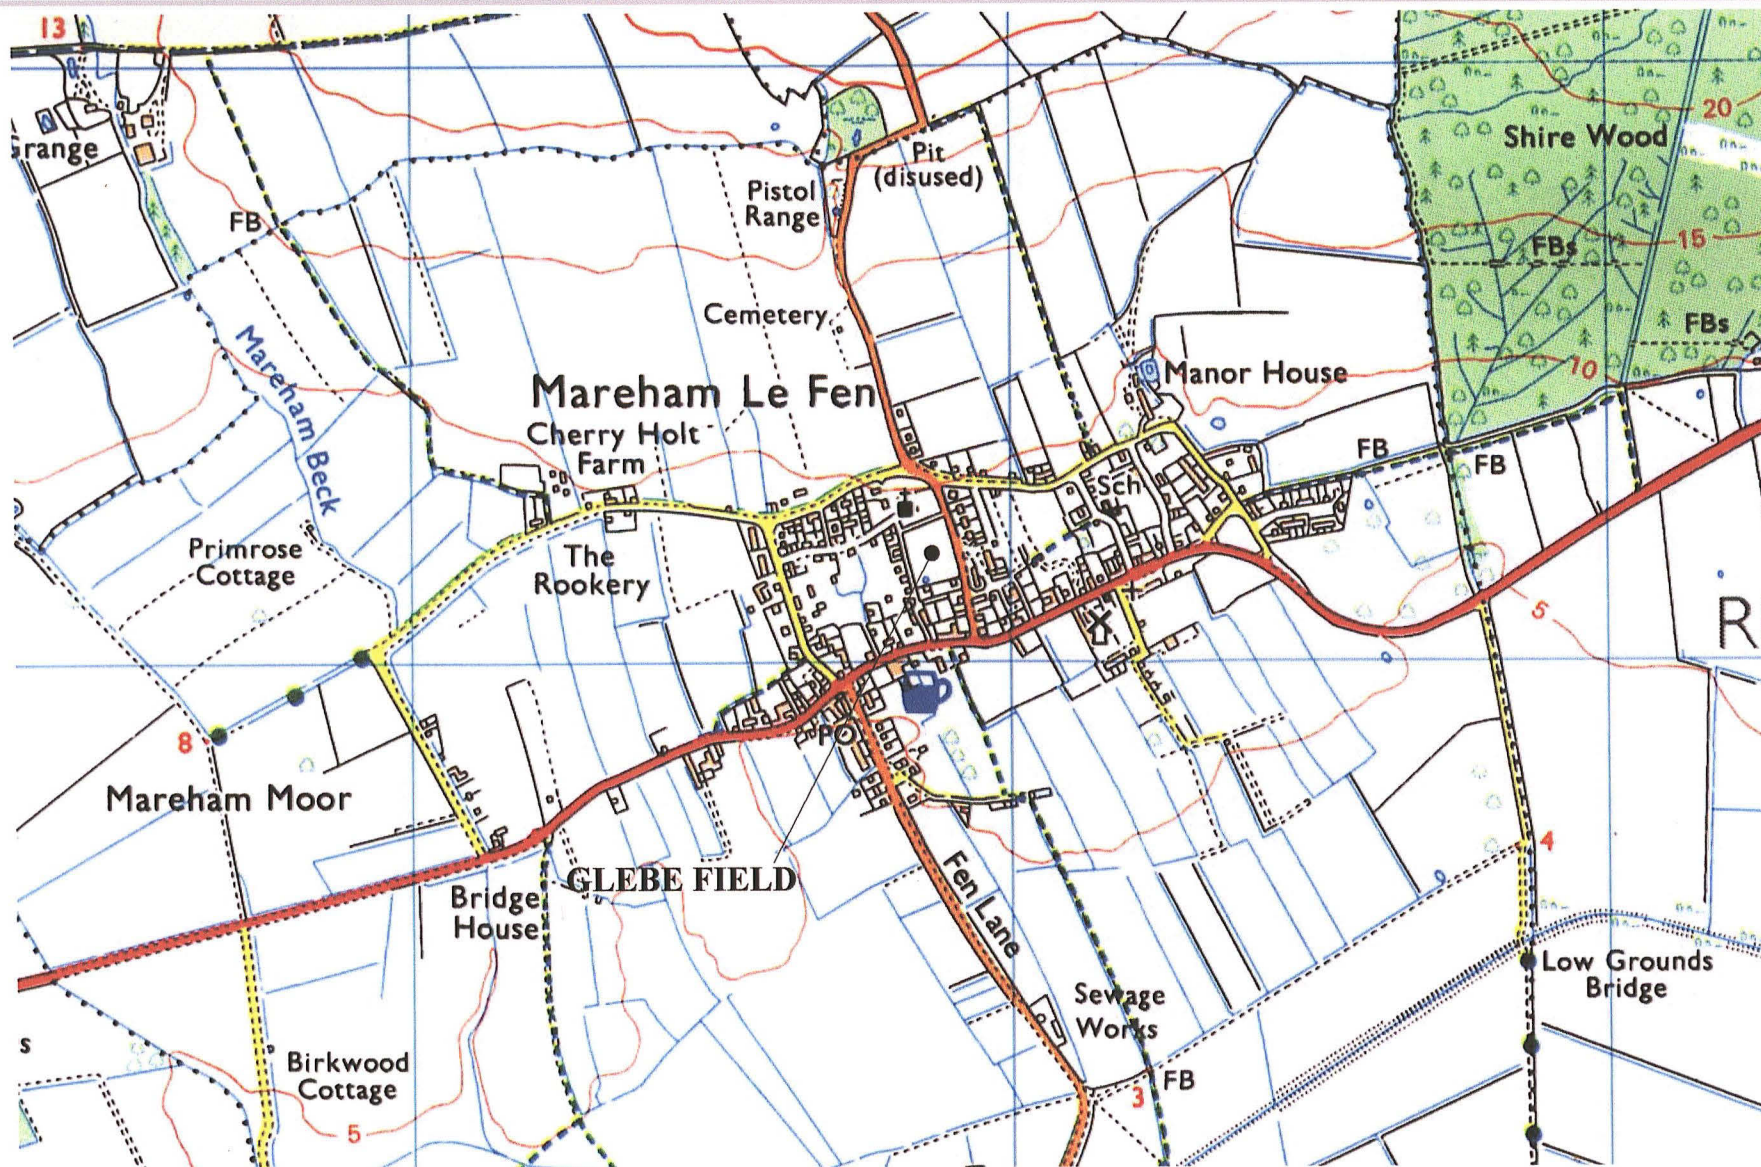 13
20
Shire Wood
Pit
(disused)
Pistol
Range
FB
15
FBs
FBs
Cemetery
Mareham Beck
10
Manor House
Mareham Le Fen
Cherry Holt
Farm
FB
FB
Sch
Primrose
Cottage
The
Rookery
5
R
8
PO
Mareham Moor
4
GLEBE FIELD
Bridge
House
Fen Lane
Low Grounds
Bridge
Sewage
Works
s
Birkwood
Cottage
FB
3
5